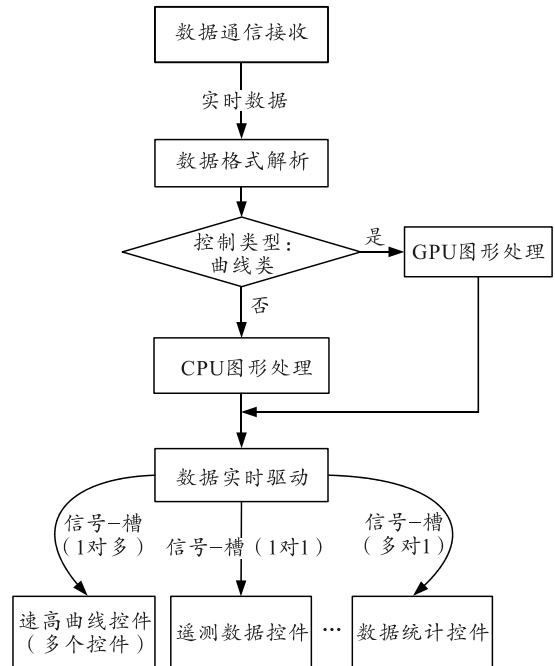 数据通信接收
实时数据
数据格式解析
控制类型：
曲线类
是
GPU图形处理
否
CPU图形处理
数据实时驱动
信号-槽
（1对多）
信号-槽（1对1）
信号-槽
（多对1）
速高曲线控件
（多个控件）
遥测数据控件
…
数据统计控件